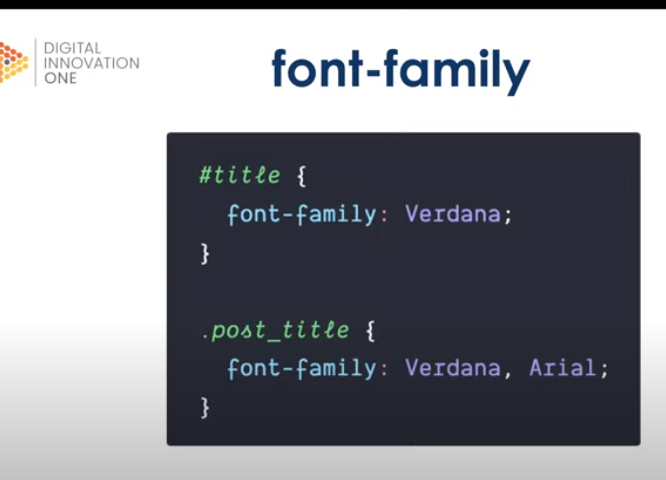 DIGITAL
INNOVATION
ONE
font-family
#title {
  font-family: Verdana;
}
.post_title {
  font-family: Verdana, Arial;
}